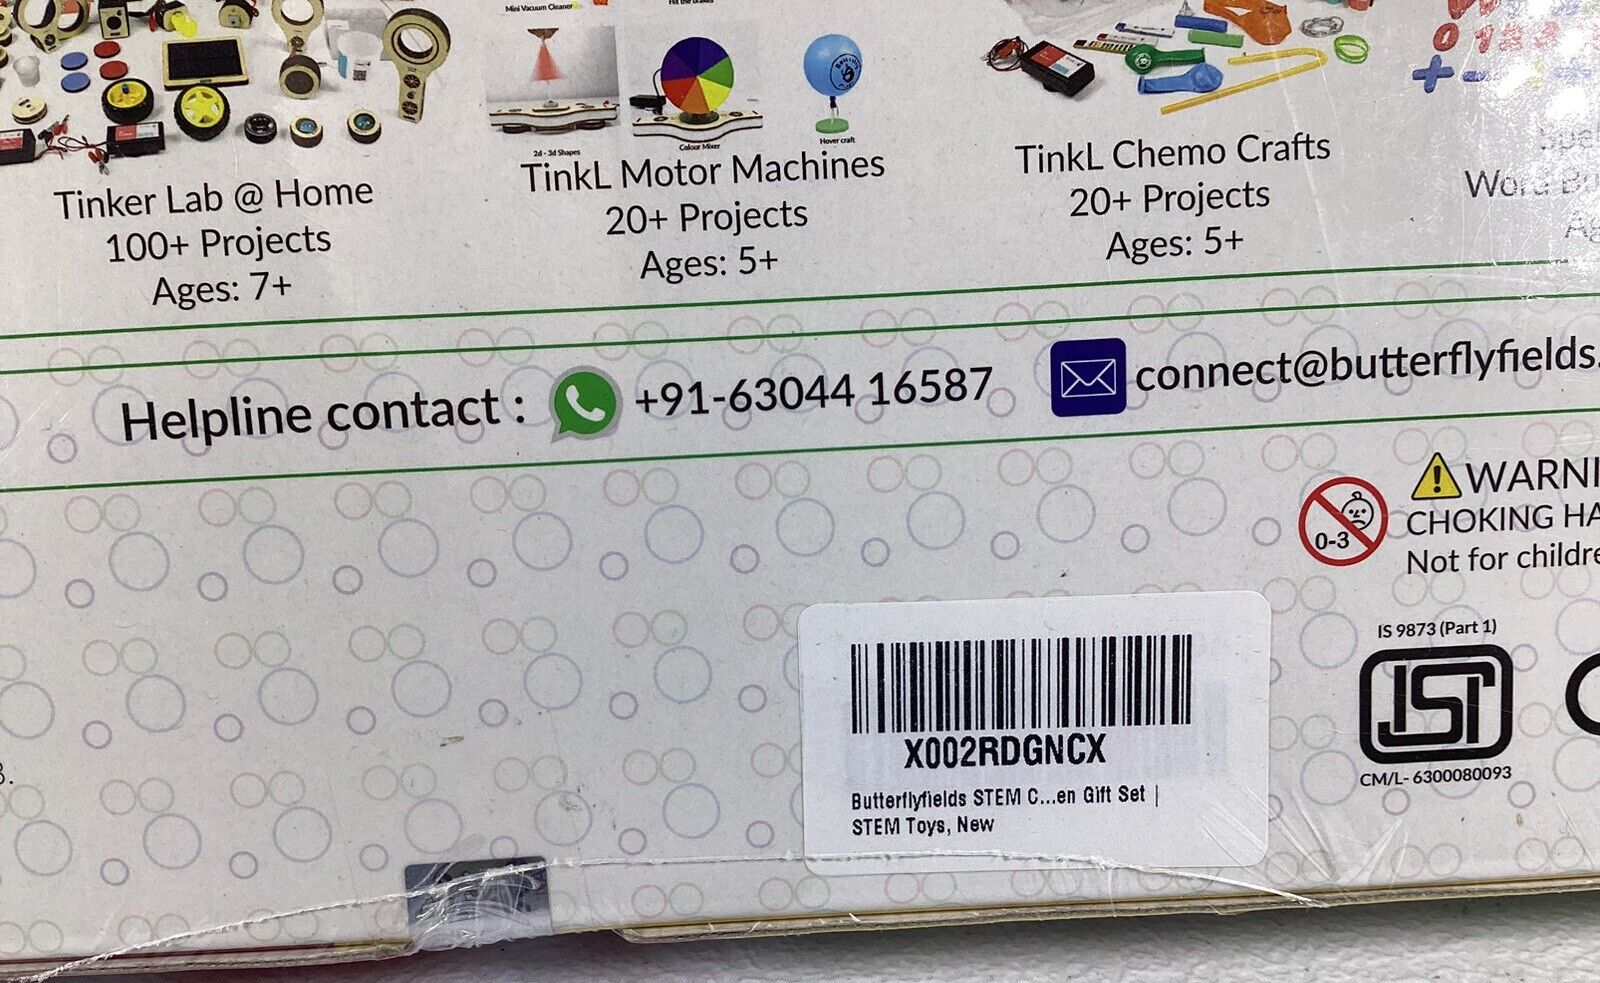 Mini Vacuum Cleaner
2d - 3d Shapes
Colour Mixer
Hover craft
Tinker Lab @ Home
100+ Projects
Ages: 7+
TinkL Motor Machines
20+ Projects
Ages: 5+
TinkL Chemo Crafts
20+ Projects
Ages: 5+
Helpline contact : +91-63044 16587 connect@butterflyfields.
WARNI
CHOKING HA
Not for childre
0-3
IS 9873 (Part 1)
ISI
CM/L- 6300080093
X002RDGNCX
Butterflyfields STEM C...en Gift Set |
STEM Toys, New